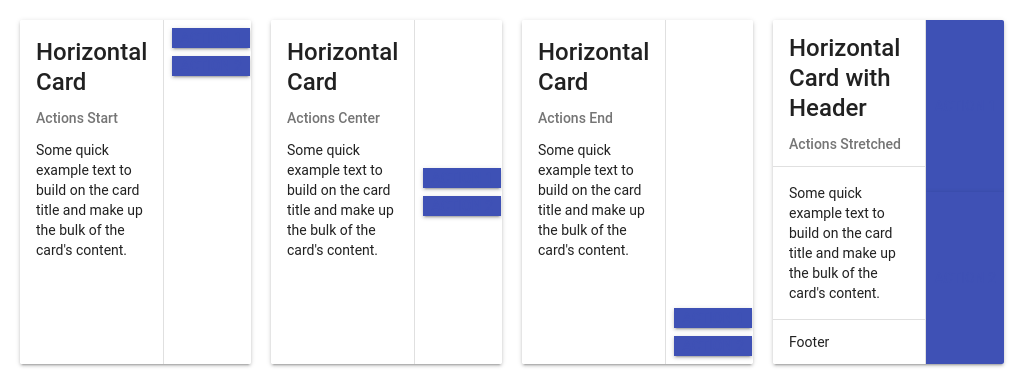 Horizontal
Card
Actions Start
Some quick
example text to
build on the card
title and make up
the bulk of the
card's content.
Horizontal
Card
Actions Center
Some quick
example text to
build on the card
title and make up
the bulk of the
card's content.
Horizontal
Card
Actions End
Some quick
example text to
build on the card
title and make up
the bulk of the
card's content.
Horizontal
Card with
Header
Actions Stretched
Some quick
example text to
build on the card
title and make up
the bulk of the
card's content.
Footer